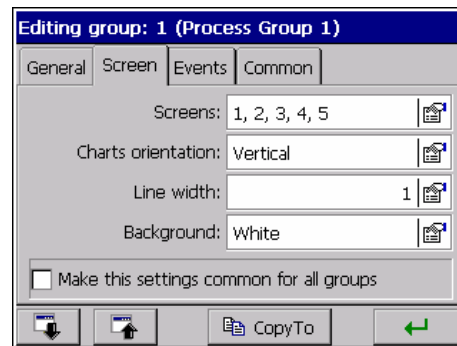 Editing group: 1 (Process Group 1)
General Screen Events Common
Screens: 1, 2, 3, 4, 5
Charts orientation: Vertical
Line width: 1
Background: White
Make this settings common for all groups
CopyTo